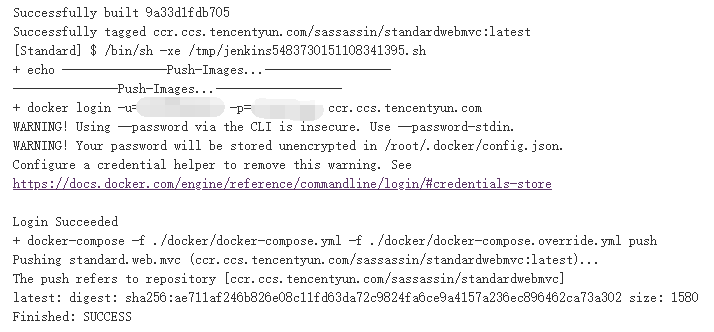 Successfully built 9a33d1fdb705
Successfully tagged ccr.ccs.tencentyun.com/sassassin/standardwebmvc:latest
[Standard] $ /bin/sh -xe /tmp/jenkins5483730151108341395.sh
+ echo ———————————Push-Images...—————————————
———————————Push-Images...—————————————
+ docker login -u= -p= ccr.ccs.tencentyun.com
WARNING! Using --password via the CLI is insecure. Use --password-stdin.
WARNING! Your password will be stored unencrypted in /root/.docker/config.json.
Configure a credential helper to remove this warning. See
https://docs.docker.com/engine/reference/commandline/login/#credentials-store
Login Succeeded
+ docker-compose -f ./docker/docker-compose.yml -f ./docker/docker-compose.override.yml push
Pushing standard.web.mvc (ccr.ccs.tencentyun.com/sassassin/standardwebmvc:latest)...
The push refers to repository [ccr.ccs.tencentyun.com/sassassin/standardwebmvc]
latest: digest: sha256:ae711af246b826e08c11fd63da72c9824fa6ce9a4157a236ec896462ca73a302 size: 1580
Finished: SUCCESS